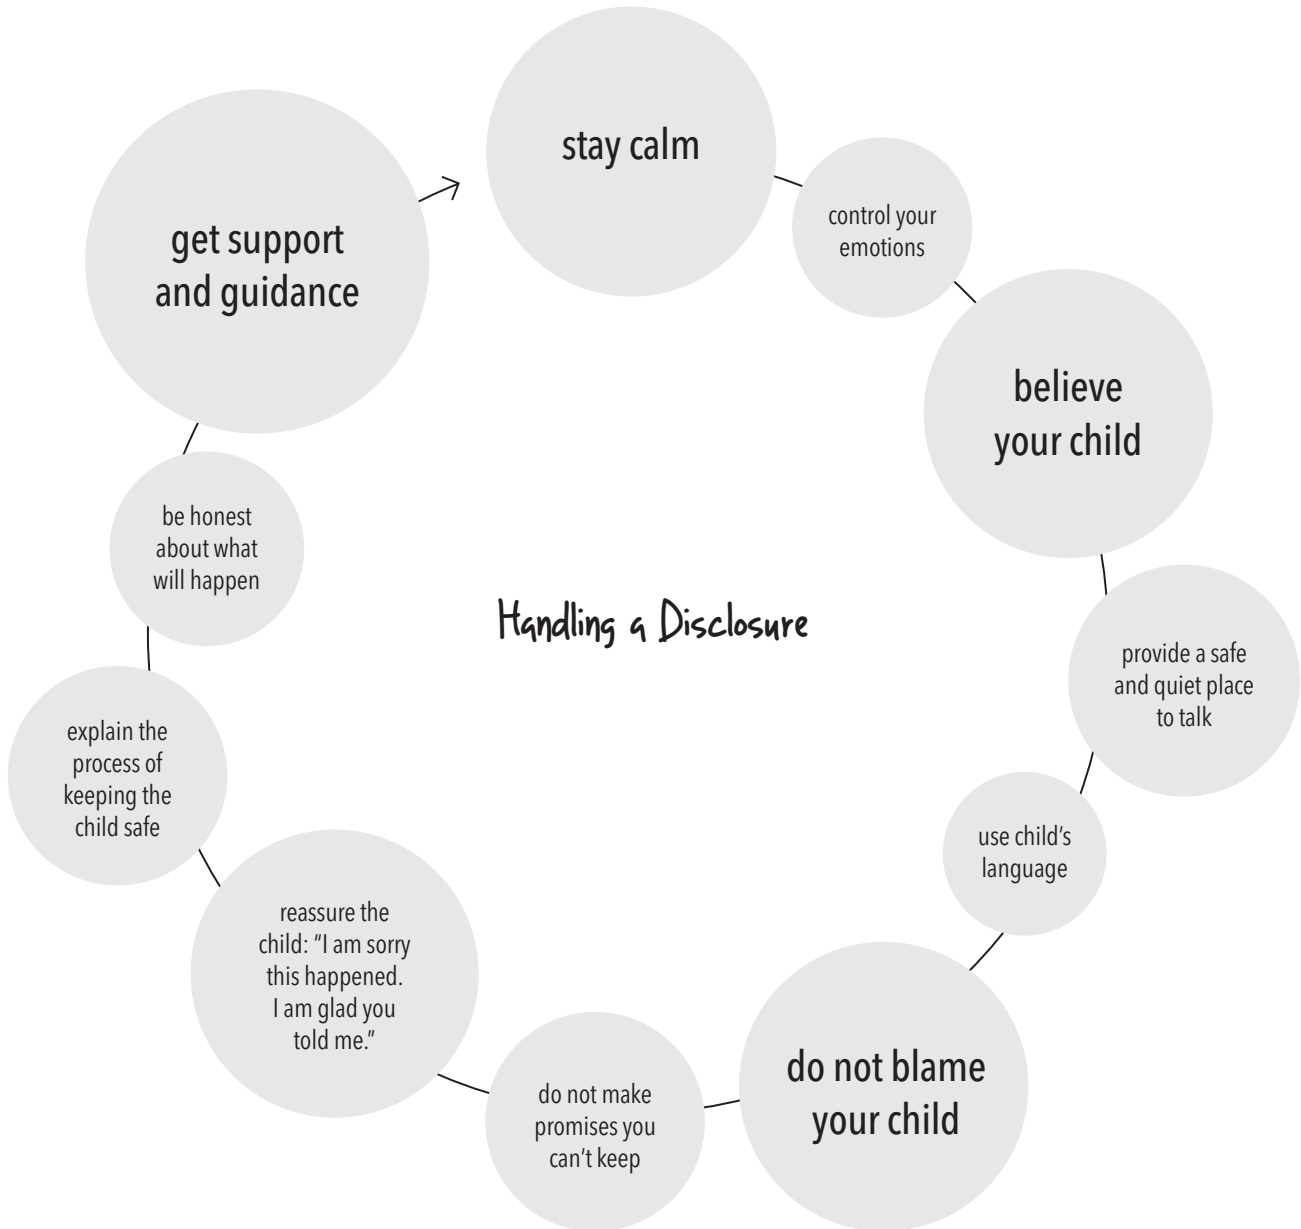 stay calm
control your
emotions
believe
your child
provide a safe
and quiet place
to talk
use child’s
language
do not blame
your child
do not make
promises you
can’t keep
reassure the
child: “I am sorry
this happened.
I am glad you
told me.”
explain the
process of
keeping the
child safe
be honest
about what
will happen
get support
and guidance
Handling a Disclosure